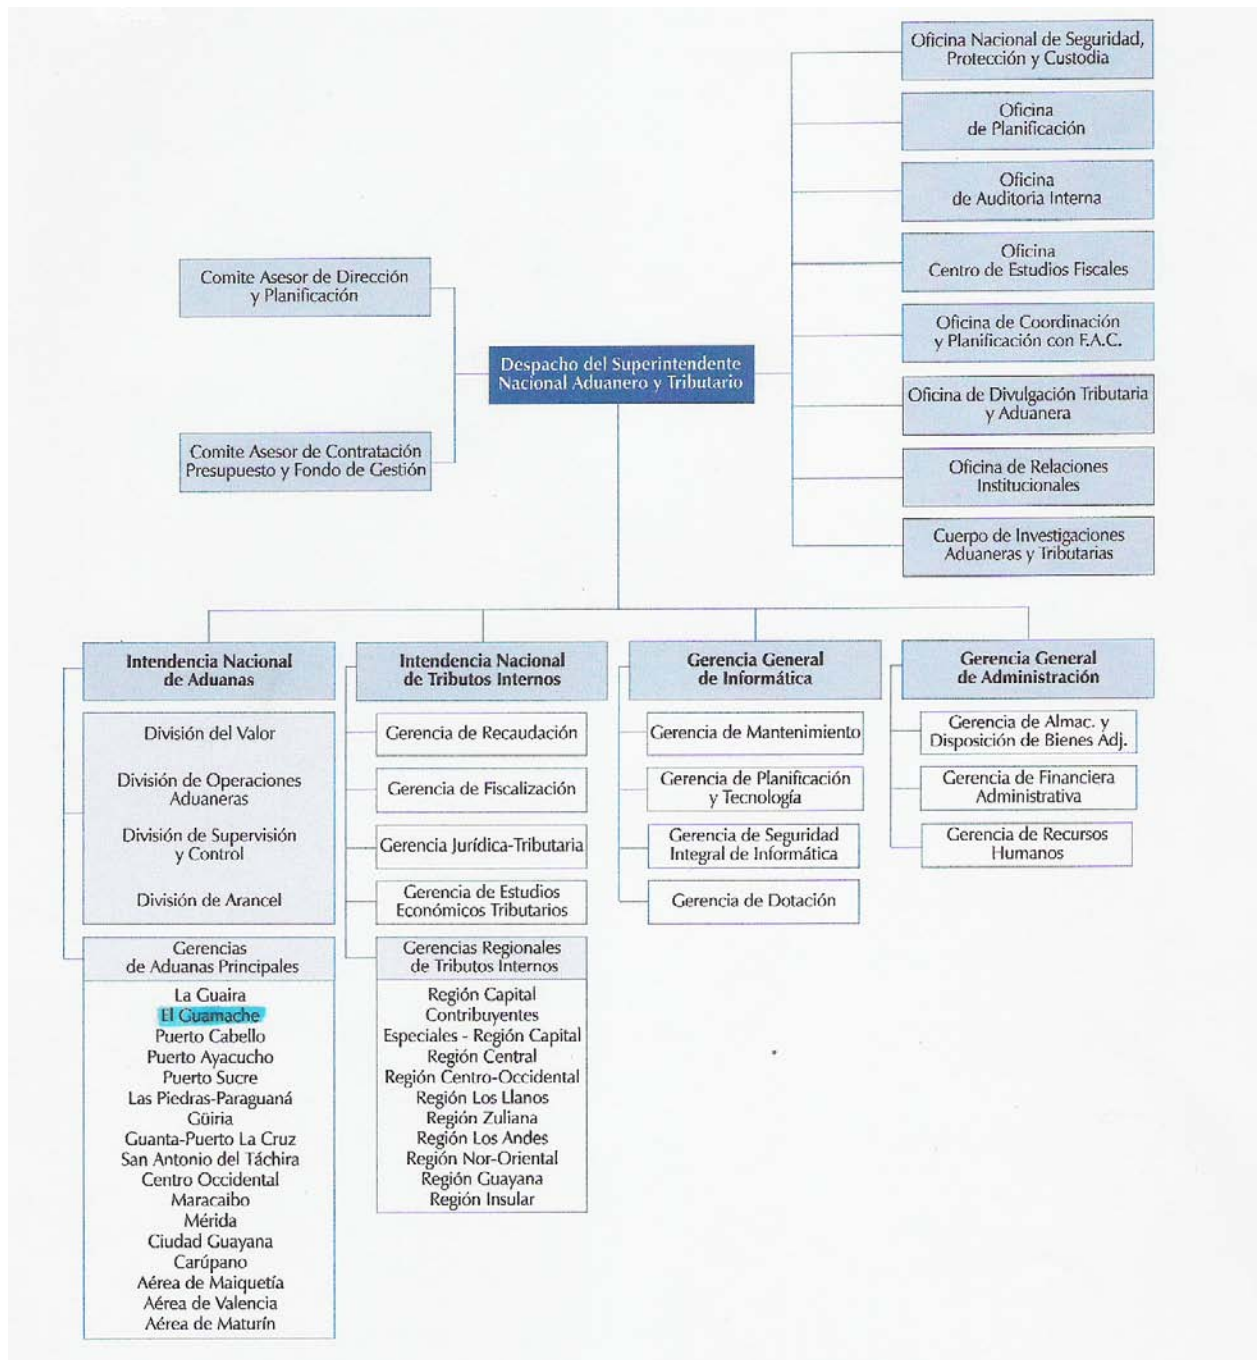 Oficina Nacional de Seguridad,
Protección y Custodia
Oficina
de Planificación
Oficina
de Auditoria Interna
Oficina
Centro de Estudios Fiscales
Oficina de Coordinación
y Planificación con F.A.C.
Oficina de Divulgación Tributaria
y Aduanera
Oficina de Relaciones
Institucionales
Cuerpo de Investigaciones
Aduaneras y Tributarias
Comite Asesor de Dirección
y Planificación
Despacho del Superintendente
Nacional Aduanero y Tributario
Comite Asesor de Contratación
Presupuesto y Fondo de Gestión
Intendencia Nacional
de Aduanas
División del Valor
División de Operaciones
Aduaneras
División de Supervisión
y Control
División de Arancel
Gerencias
de Aduanas Principales
La Guaira
El Guamache
Puerto Cabello
Puerto Ayacucho
Puerto Sucre
Las Piedras-Paraguaná
Güiria
Guanta-Puerto La Cruz
San Antonio del Táchira
Centro Occidental
Maracaibo
Mérida
Ciudad Guayana
Carúpano
Aérea de Maiquetía
Aérea de Valencia
Aérea de Maturín
Intendencia Nacional
de Tributos Internos
Gerencia de Recaudación
Gerencia de Fiscalización
Gerencia Jurídica-Tributaria
Gerencia de Estudios
Económicos Tributarios
Gerencias Regionales
de Tributos Internos
Región Capital
Contribuyentes
Especiales - Región Capital
Región Central
Región Centro-Occidental
Región Los Llanos
Región Zuliana
Región Los Andes
Región Nor-Oriental
Región Guayana
Región Insular
Gerencia General
de Informática
Gerencia de Mantenimiento
Gerencia de Planificación
y Tecnología
Gerencia de Seguridad
Integral de Informática
Gerencia de Dotación
Gerencia General
de Administración
Gerencia de Almac. y
Disposición de Bienes Adj.
Gerencia de Financiera
Administrativa
Gerencia de Recursos
Humanos